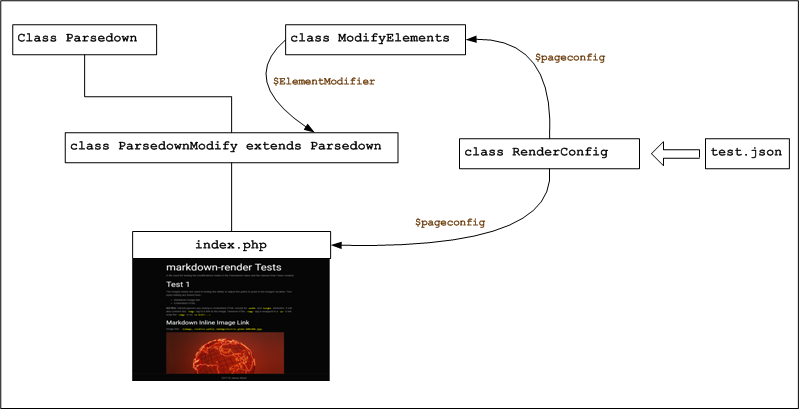 Class Parsedown
class ModifyElements
$pageconfig
$ElementModifier
class ParsedownModify extends Parsedown
class RenderConfig
test.json
$pageconfig
index.php
markdown-render Tests
Test 1
Markdown Inline Image Link